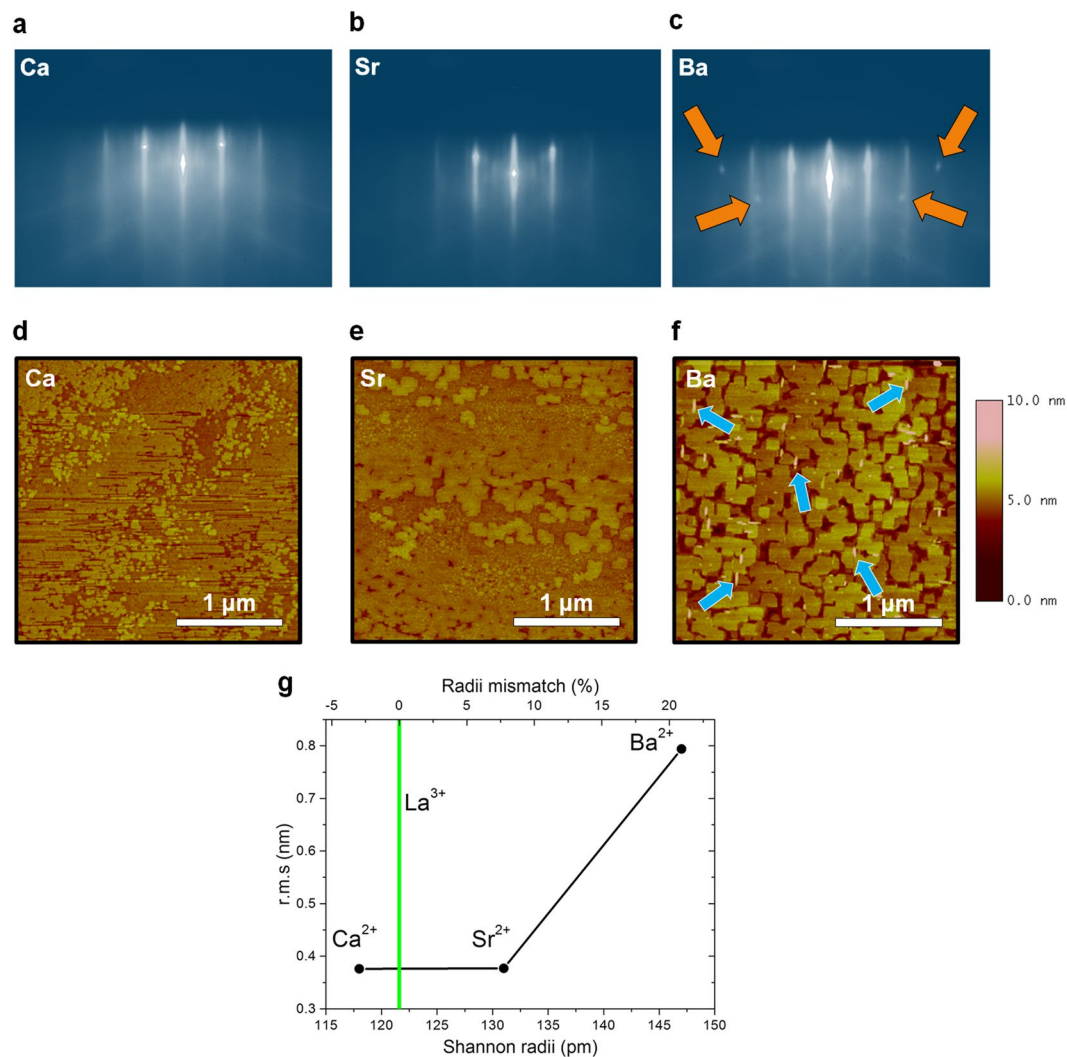 a
b
c
Ca
Sr
Ba
d
e
f
Ca
Sr
Ba
1 µm
1 µm
1 µm
10.0 nm
5.0 nm
0.0 nm
g
Radii mismatch (%)
-5 0 5 10 15 20
0.8
0.7
0.6
0.5
0.4
0.3
r.m.s (nm)
Ba²⁺
La³⁺
Ca²⁺
Sr²⁺
115 120 125 130 135 140 145 150
Shannon radii (pm)